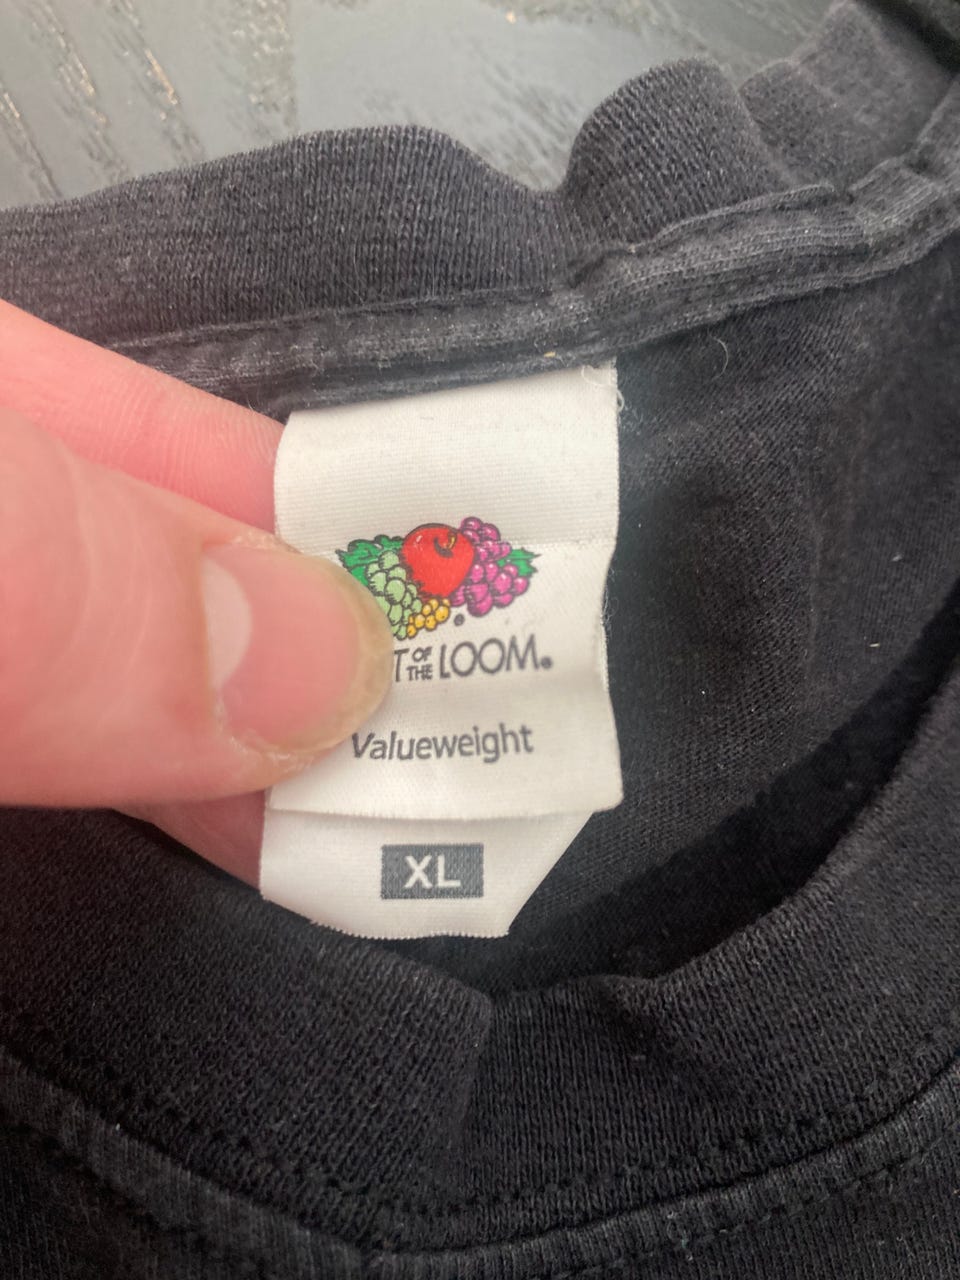 T OF THE LOOM.
Valueweight
XL